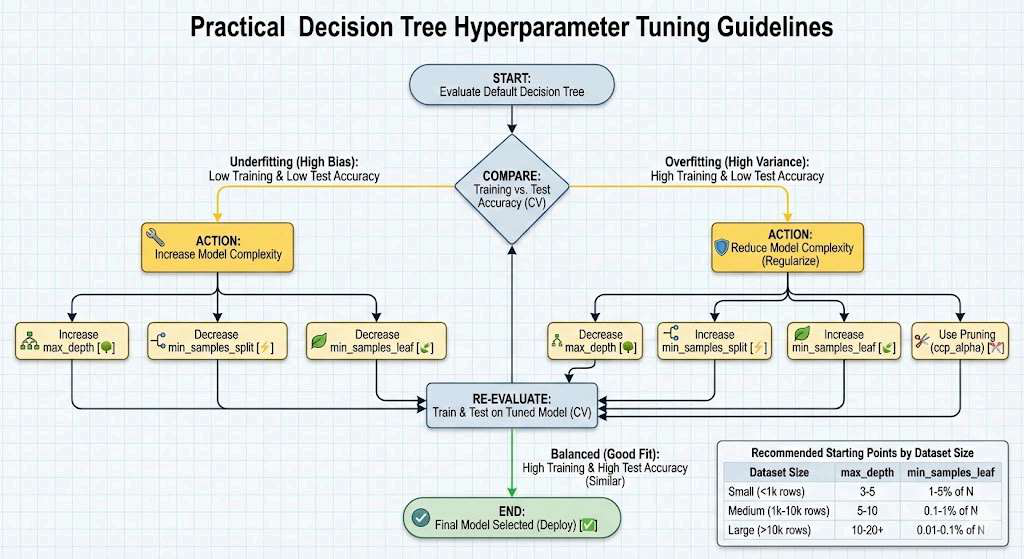 Practical Decision Tree Hyperparameter Tuning Guidelines
START:
Evaluate Default Decision Tree
Underfitting (High Bias):
Low Training & Low Test Accuracy
COMPARE:
Training vs. Test
Accuracy (CV)
Overfitting (High Variance):
High Training & Low Test Accuracy
ACTION:
Increase Model Complexity
ACTION:
Reduce Model Complexity
(Regularize)
Increase
max_depth [🌳]
Decrease
min_samples_split [⚡]
Decrease
min_samples_leaf [🌿]
Decrease
max_depth [🌳]
Increase
min_samples_split [⚡]
Increase
min_samples_leaf [🌿]
Use Pruning
(ccp_alpha) [✂]
RE-EVALUATE:
Train & Test on Tuned Model (CV)
Balanced (Good Fit):
High Training & High Test Accuracy
(Similar)
END:
Final Model Selected (Deploy) [✅]
Recommended Starting Points by Dataset Size
Dataset Size max_depth min_samples_leaf
Small (<1k rows) 3-5 1-5% of N
Medium (1k-10k rows) 5-10 0.1-1% of N
Large (>10k rows) 10-20+ 0.01-0.1% of N